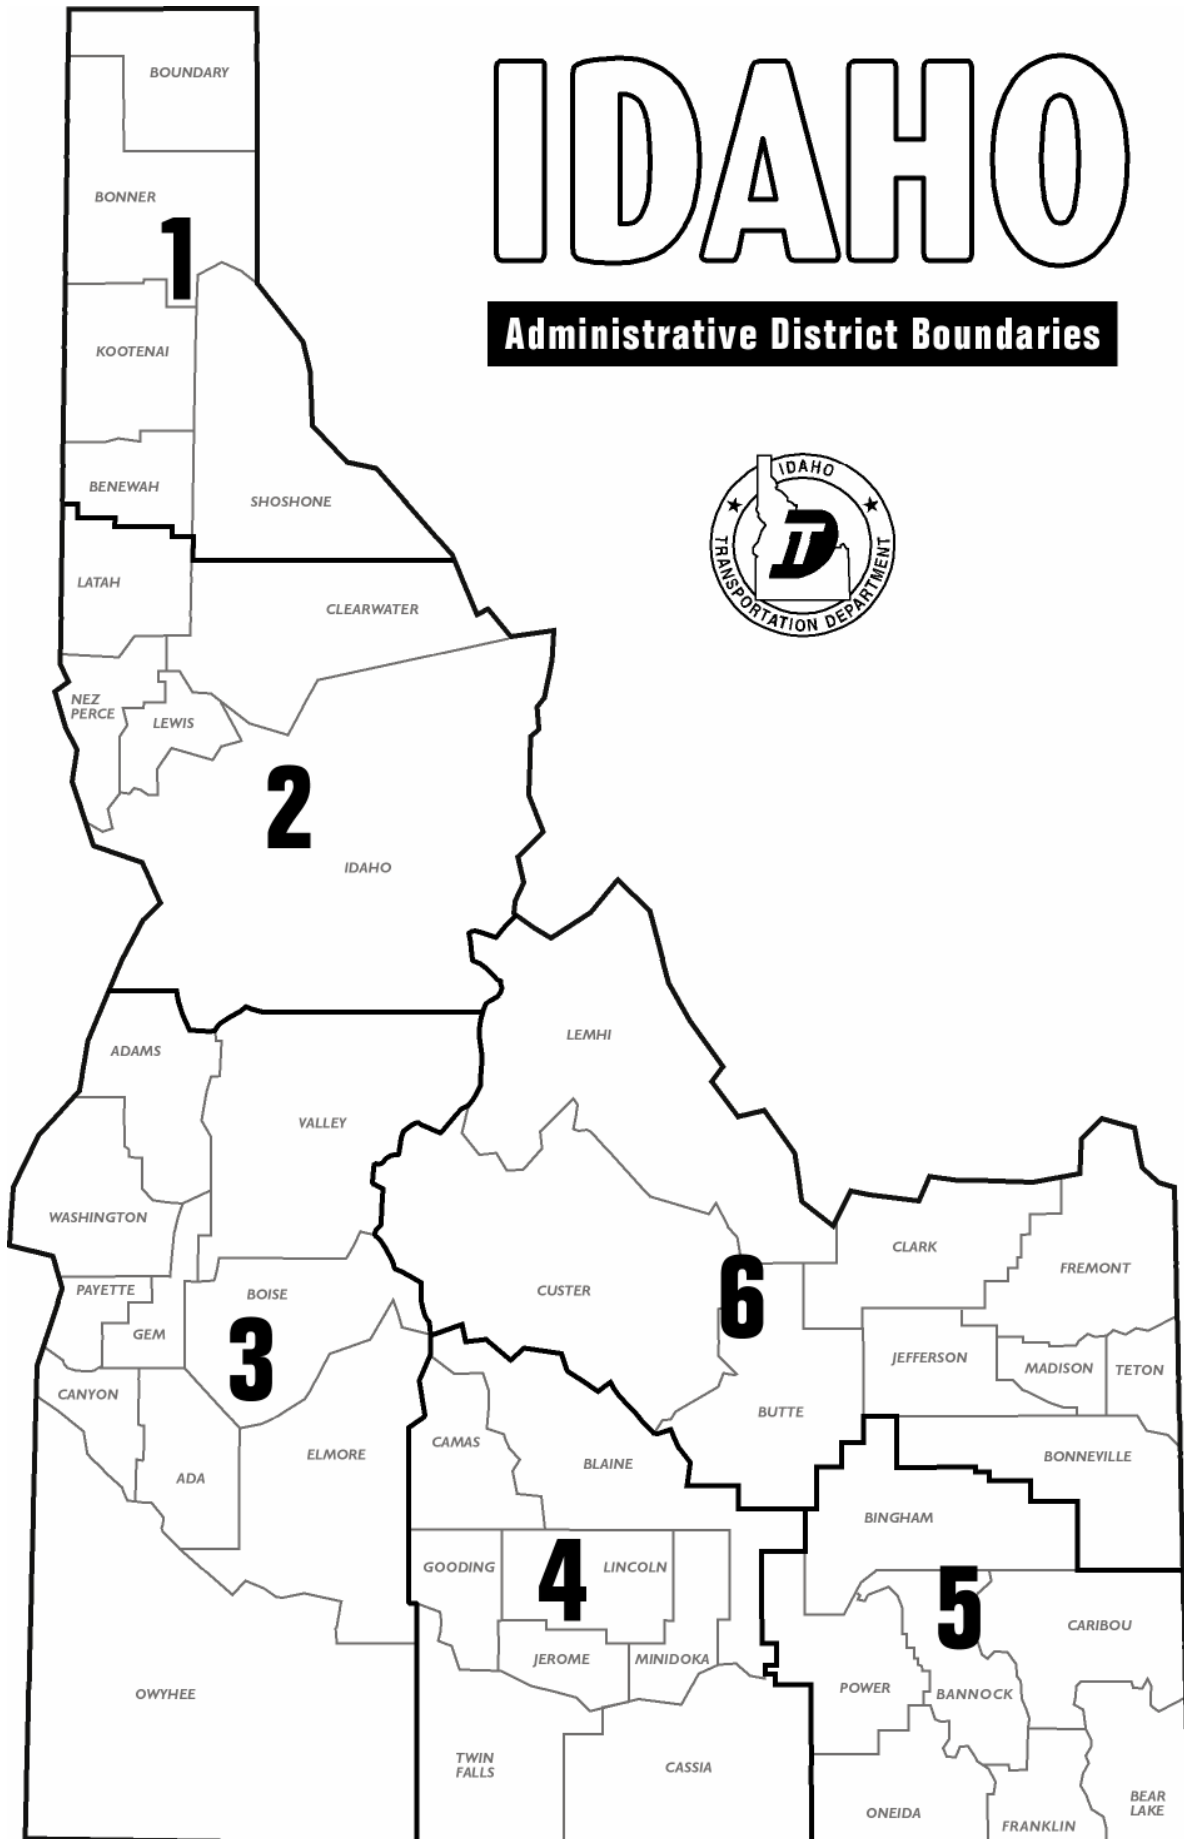 IDAHO
Administrative District Boundaries
IDAHO
TRANSPORTATION DEPARTMENT
ITD
BOUNDARY
BONNER
1
KOOTENAI
BENEWAH
SHOSHONE
LATAH
CLEARWATER
NEZ
PERCE
LEWIS
2
IDAHO
LEMHI
ADAMS
VALLEY
WASHINGTON
CLARK
FREMONT
PAYETTE
BOISE
CUSTER
6
GEM
3
JEFFERSON
MADISON
TETON
CANYON
BUTTE
CAMAS
ELMORE
BLAINE
BONNEVILLE
ADA
BINGHAM
GOODING
4
LINCOLN
5
CARIBOU
JEROME
MINIDOKA
POWER
BANNOCK
OWYHEE
TWIN
FALLS
CASSIA
BEAR
LAKE
ONEIDA
FRANKLIN